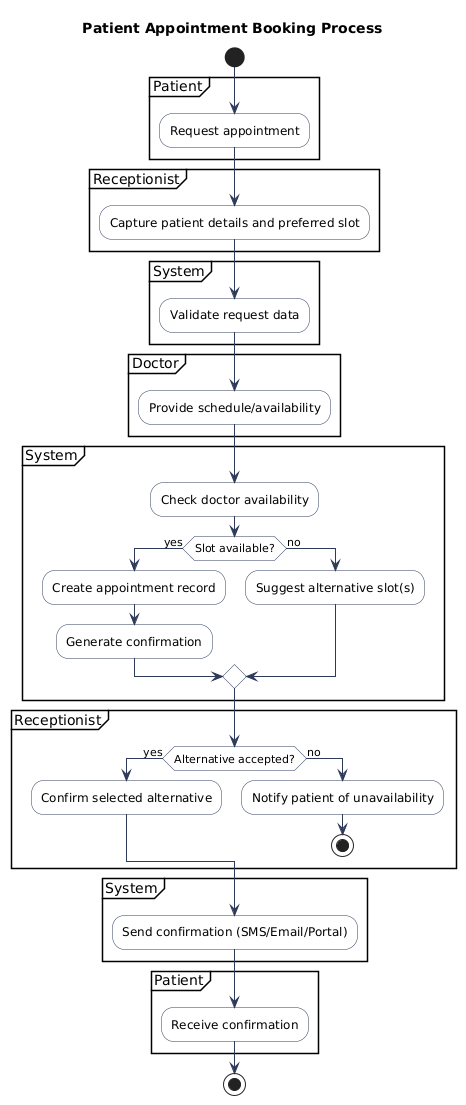 Patient Appointment Booking Process
Patient
Request appointment
Receptionist
Capture patient details and preferred slot
System
Validate request data
Doctor
Provide schedule/availability
System
Check doctor availability
yes
Slot available?
no
Create appointment record
Suggest alternative slot(s)
Generate confirmation
Receptionist
yes
Alternative accepted?
no
Confirm selected alternative
Notify patient of unavailability
System
Send confirmation (SMS/Email/Portal)
Patient
Receive confirmation